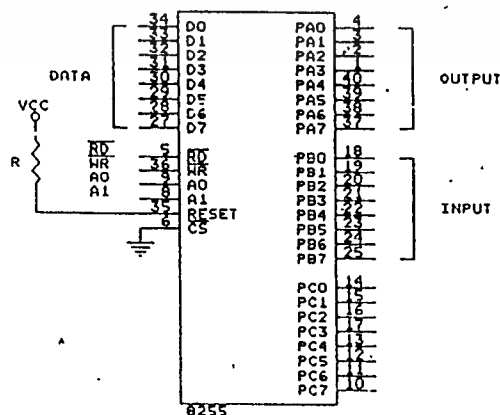 34 D0 PA0 4
33 D1 PA1 3
32 D2 PA2 2
31 D3 PA3 1
DATA
OUTPUT
30 D4 PA4 40
29 D5 PA5 39
28 D6 PA6 38
27 D7 PA7 37
VCC
R
RD 5 RD PB0 18
WR 36 WR PB1 19
A0 9 A0 PB2 20
A1 8 A1 PB3 21
35 RESET PB4 22
6 CS PB5 23
PB6 24
PB7 25
INPUT
PC0 14
PC1 15
PC2 16
PC3 17
PC4 13
PC5 12
PC6 11
PC7 10
8255